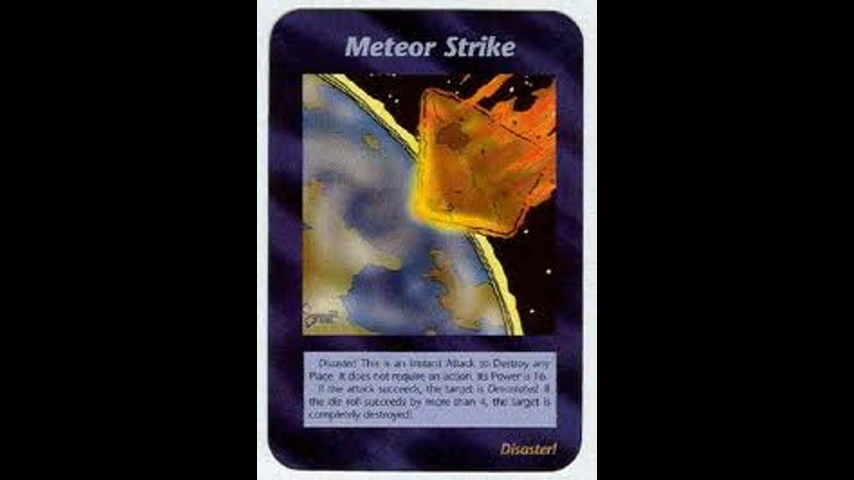 Meteor Strike
Disaster! This is an Instant Attack to Destroy any
Place. It does not require an action. Its Power is 16.
If the attack succeeds, the target is Devastated! If
the die roll succeeds by more than 4, the target is
completely destroyed!
Disaster!